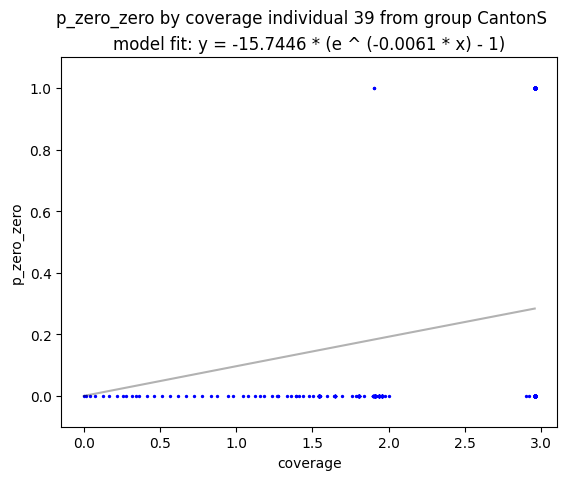 p_zero_zero by coverage individual 39 from group CantonS
model fit: y = -15.7446 * (e ^ (-0.0061 * x) - 1)
1.0
0.8
0.6
0.4
0.2
0.0
p_zero_zero
0.0 0.5 1.0 1.5 2.0 2.5 3.0
coverage